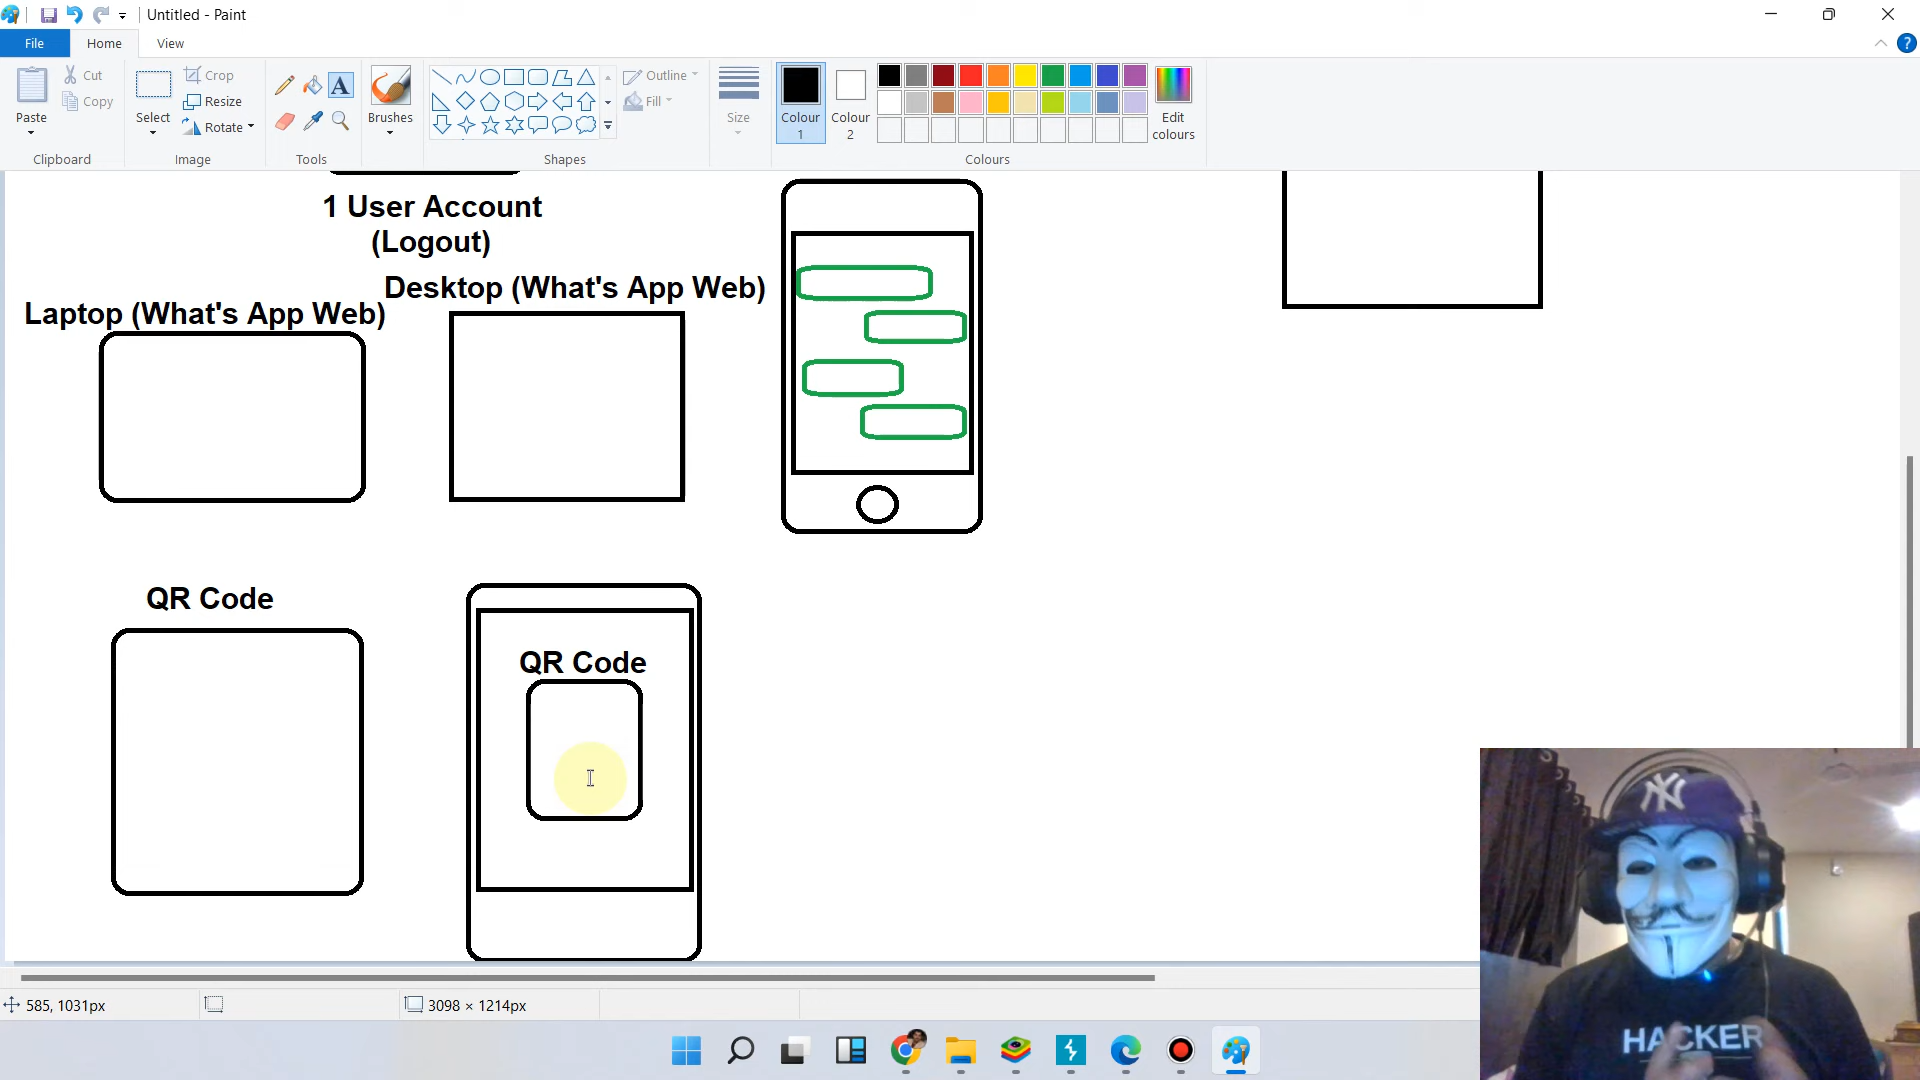 Untitled - Paint
File
Home
View
Paste
Cut
Copy
Clipboard
Select
Crop
Resize
Rotate
Image
A
Tools
Brushes
Shapes
Outline
Fill
Size
Colour
1
Colour
2
Edit
colours
Colours
?
1 User Account
(Logout)
Desktop (What's App Web)
Laptop (What's App Web)
QR Code
QR Code
585, 1031px
3098 × 1214px
NY
HACKER